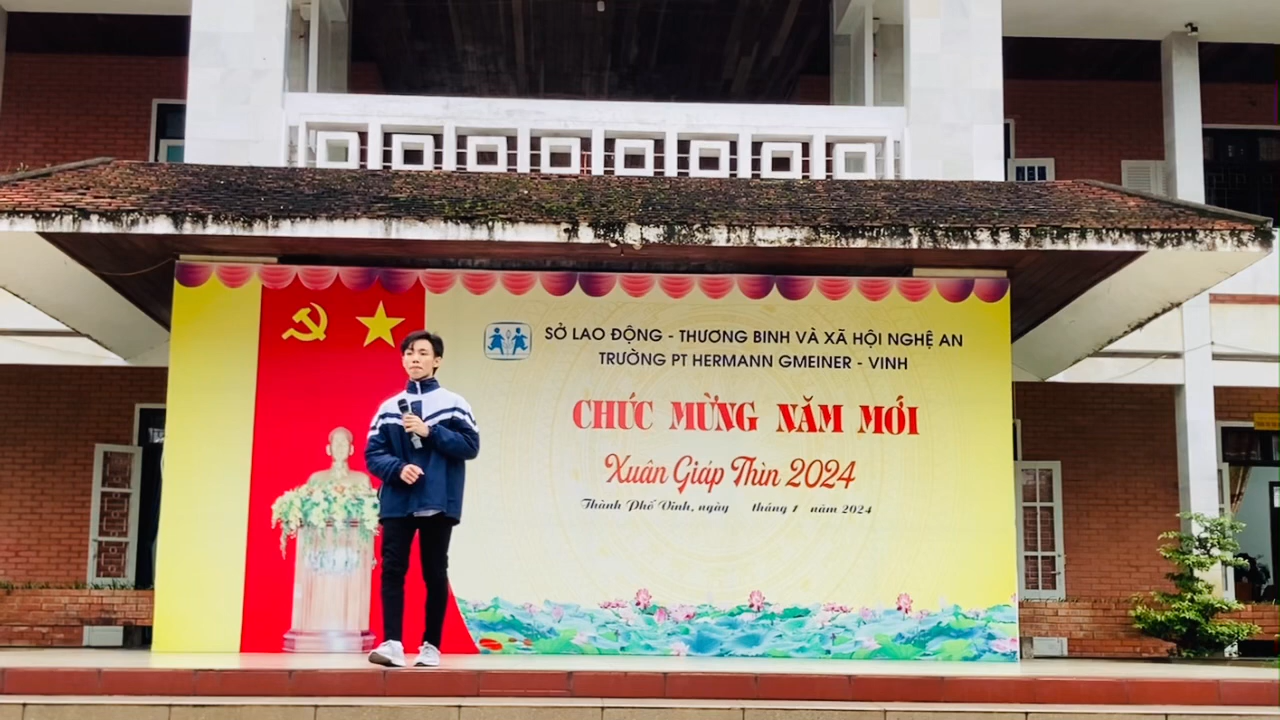 SỞ LAO ĐỘNG - THƯƠNG BINH VÀ XÃ HỘI NGHỆ AN
TRƯỜNG PT HERMANN GMEINER - VINH
CHÚC MỪNG NĂM MỚI
Xuân Giáp Thìn 2024
Thành Phố Vinh, ngày tháng 1 năm 2024